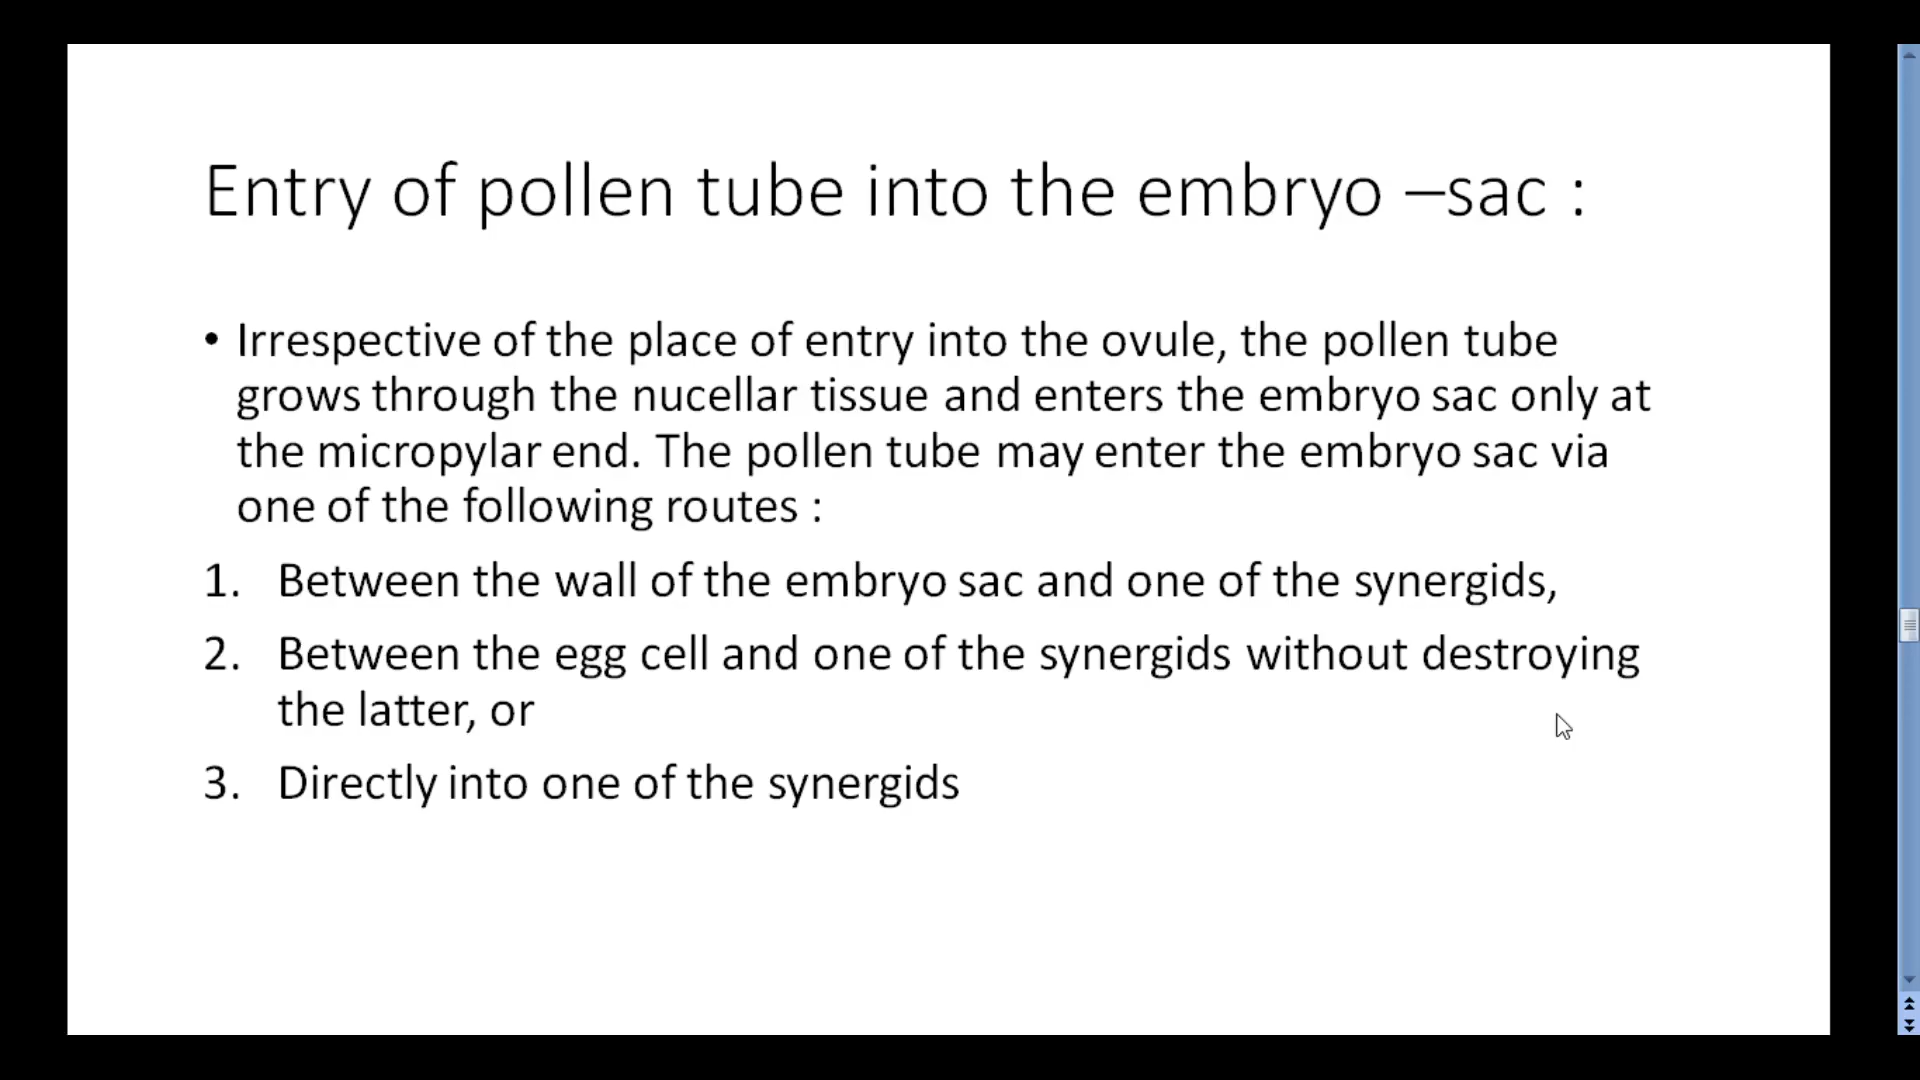 Entry of pollen tube into the embryo –sac :
• Irrespective of the place of entry into the ovule, the pollen tube
grows through the nucellar tissue and enters the embryo sac only at
the micropylar end. The pollen tube may enter the embryo sac via
one of the following routes :
1. Between the wall of the embryo sac and one of the synergids,
2. Between the egg cell and one of the synergids without destroying
the latter, or
3. Directly into one of the synergids